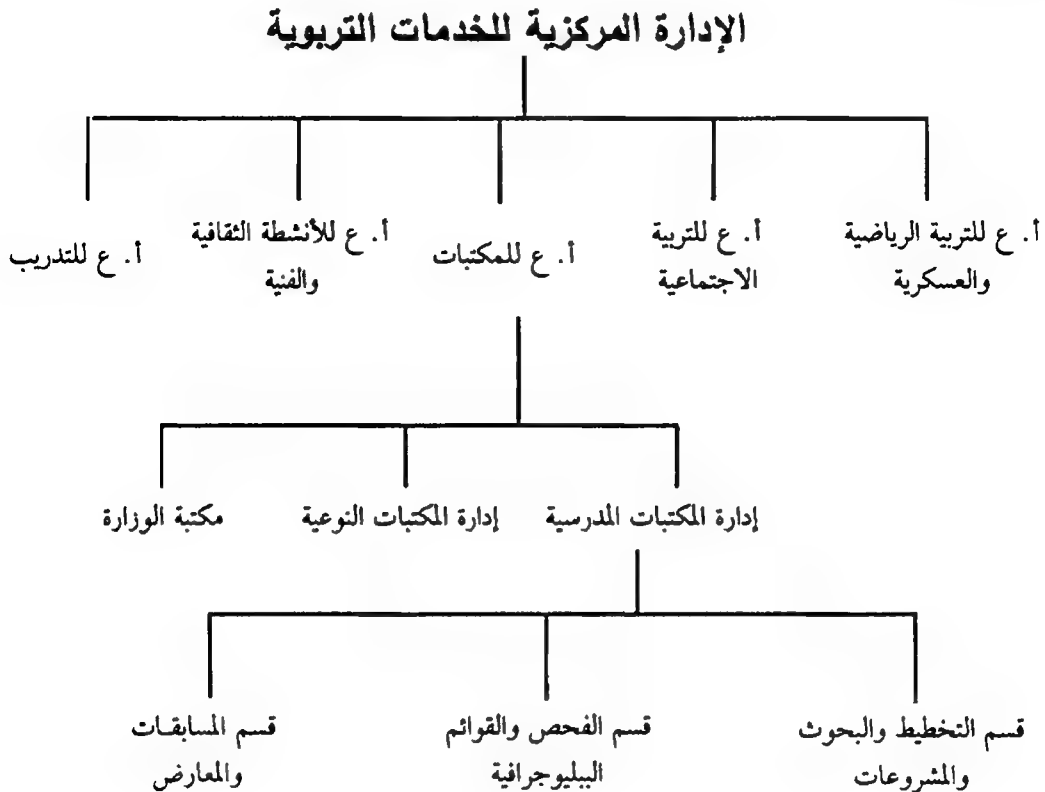 الإدارة المركزية للخدمات التربوية
أ. ع للتربية الرياضية
والعسكرية
أ. ع للتربية
الاجتماعية
أ. ع للمكتبات
أ. ع للأنشطة الثقافية
والفنية
أ. ع للتدريب
إدارة المكتبات المدرسية
إدارة المكتبات النوعية
مكتبة الوزارة
قسم التخطيط والبحوث
والمشروعات
قسم الفحص والقوائم
الببليوجرافية
قسم المسابقات
والمعارض